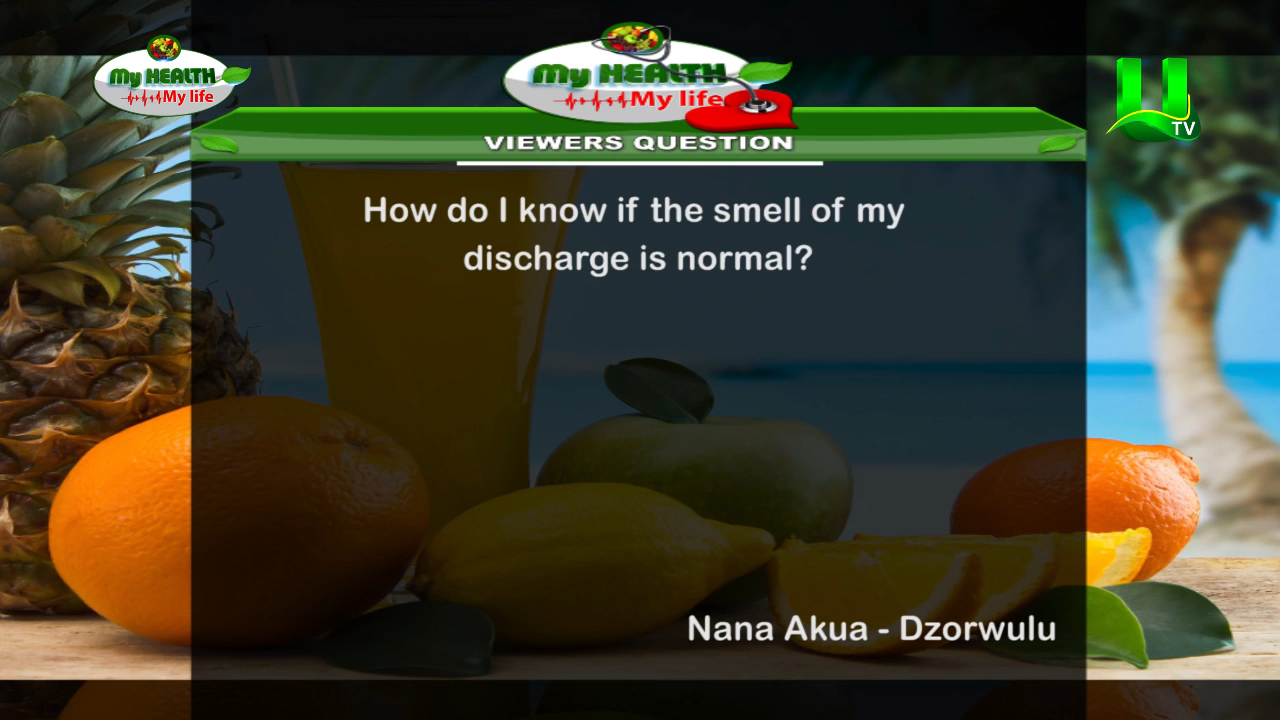 My HEALTH
My life
My HEALTH
My life
U
TV
VIEWERS QUESTION
How do I know if the smell of my
discharge is normal?
Nana Akua - Dzorwulu